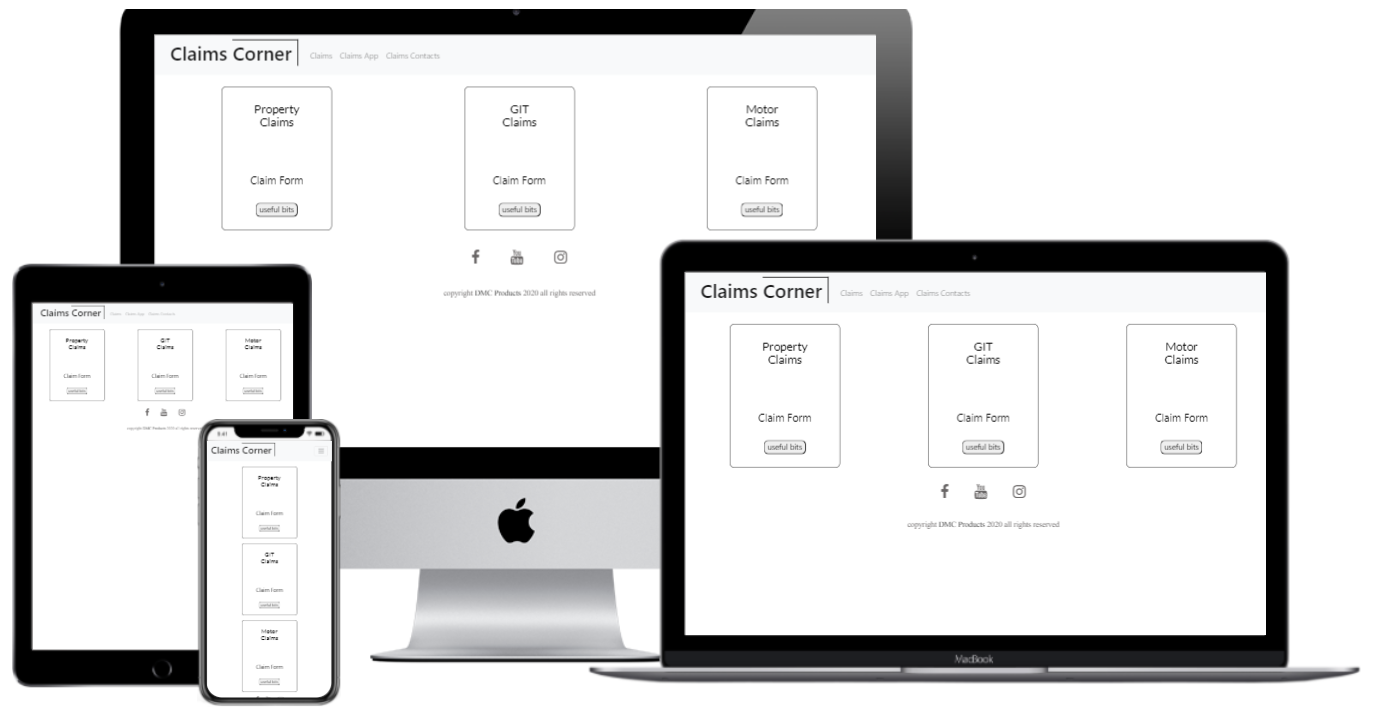 Claims Corner Claims Claims App Claims Contacts
Property
Claims
GIT
Claims
Motor
Claims
Claim Form
Claim Form
Claim Form
useful bits
useful bits
useful bits
You
Tube
copyright DMC Products 2020 all rights reserved
Claims Corner Claims Claims App Claims Contacts
Property
Claims
GIT
Claims
Motor
Claims
Claim Form
Claim Form
Claim Form
useful bits
useful bits
useful bits
You
Tube
copyright DMC Products 2020 all rights reserved
MacBook
Claims Corner Claims Claims App Claims Contacts
Property
Claims
GIT
Claims
Motor
Claims
Claim Form
Claim Form
Claim Form
useful bits
useful bits
useful bits
copyright DMC Products 2020 all rights
9:41
Claims Corner
Property
Claims
Claim Form
useful bits
GIT
Claims
Claim Form
useful bits
Motor
Claims
Claim Form
useful bits